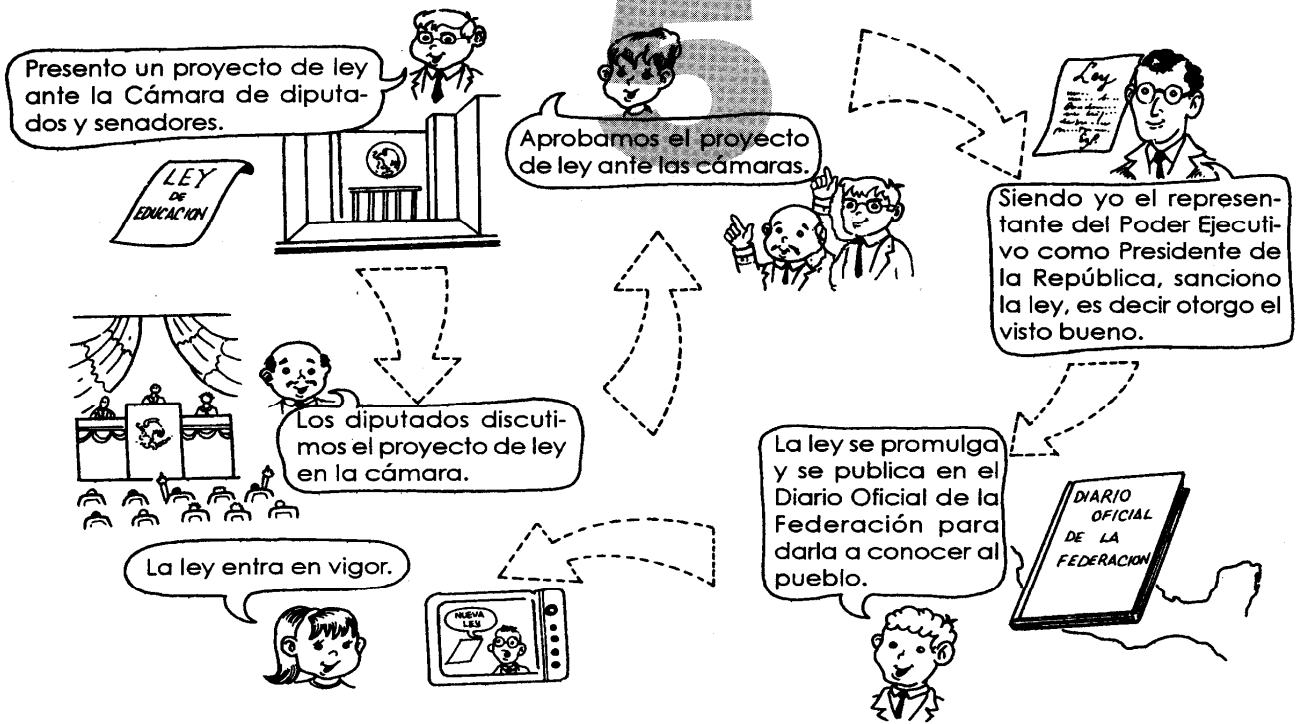 Presento un proyecto de ley
ante la Cámara de diputa-
dos y senadores.
LEY
DE
EDUCACION
Los diputados discuti-
mos el proyecto de ley
en la cámara.
5
Aprobamos el proyecto
de ley ante las cámaras.
Ley
Siendo yo el represen-
tante del Poder Ejecuti-
vo como Presidente de
la República, sanciono
la ley, es decir otorgo el
visto bueno.
La ley se promulga
y se publica en el
Diario Oficial de la
Federación para
darla a conocer al
pueblo.
DIARIO
OFICIAL
DE LA
FEDERACION
NUEVA
LEY
La ley entra en vigor.